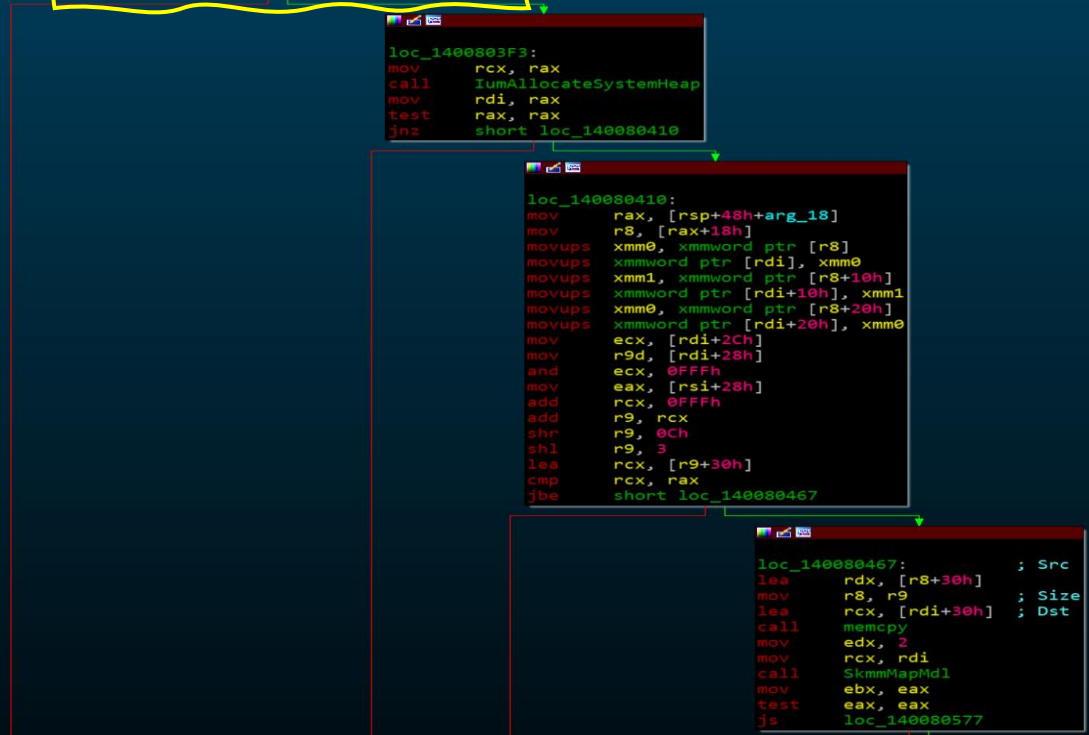 loc_1400803F3:
mov rcx, rax
call IumAllocateSystemHeap
mov rdi, rax
test rax, rax
jnz short loc_140080410
loc_140080410:
mov rax, [rsp+48h+arg_18]
mov r8, [rax+18h]
movups xmm0, xmmword ptr [r8]
movups xmmword ptr [rdi], xmm0
movups xmm1, xmmword ptr [r8+10h]
movups xmmword ptr [rdi+10h], xmm1
movups xmm0, xmmword ptr [r8+20h]
movups xmmword ptr [rdi+20h], xmm0
mov ecx, [rdi+2Ch]
mov r9d, [rdi+28h]
and ecx, 0FFFh
mov eax, [rsi+28h]
add rcx, 0FFFh
add r9, rcx
shr r9, 0Ch
shl r9, 3
lea rcx, [r9+30h]
cmp rcx, rax
jbe short loc_140080467
loc_140080467: ; Src
lea rdx, [r8+30h]
mov r8, r9 ; Size
lea rcx, [rdi+30h] ; Dst
call memcpy
mov edx, 2
mov rcx, rdi
call SkmmMapMdl
mov ebx, eax
test eax, eax
js loc_140080577